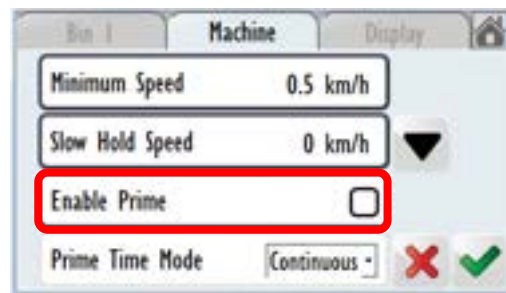 Bin 1 Machine Display
Minimum Speed 0.5 km/h
Slow Hold Speed 0 km/h
Enable Prime
Prime Time Mode Continuous